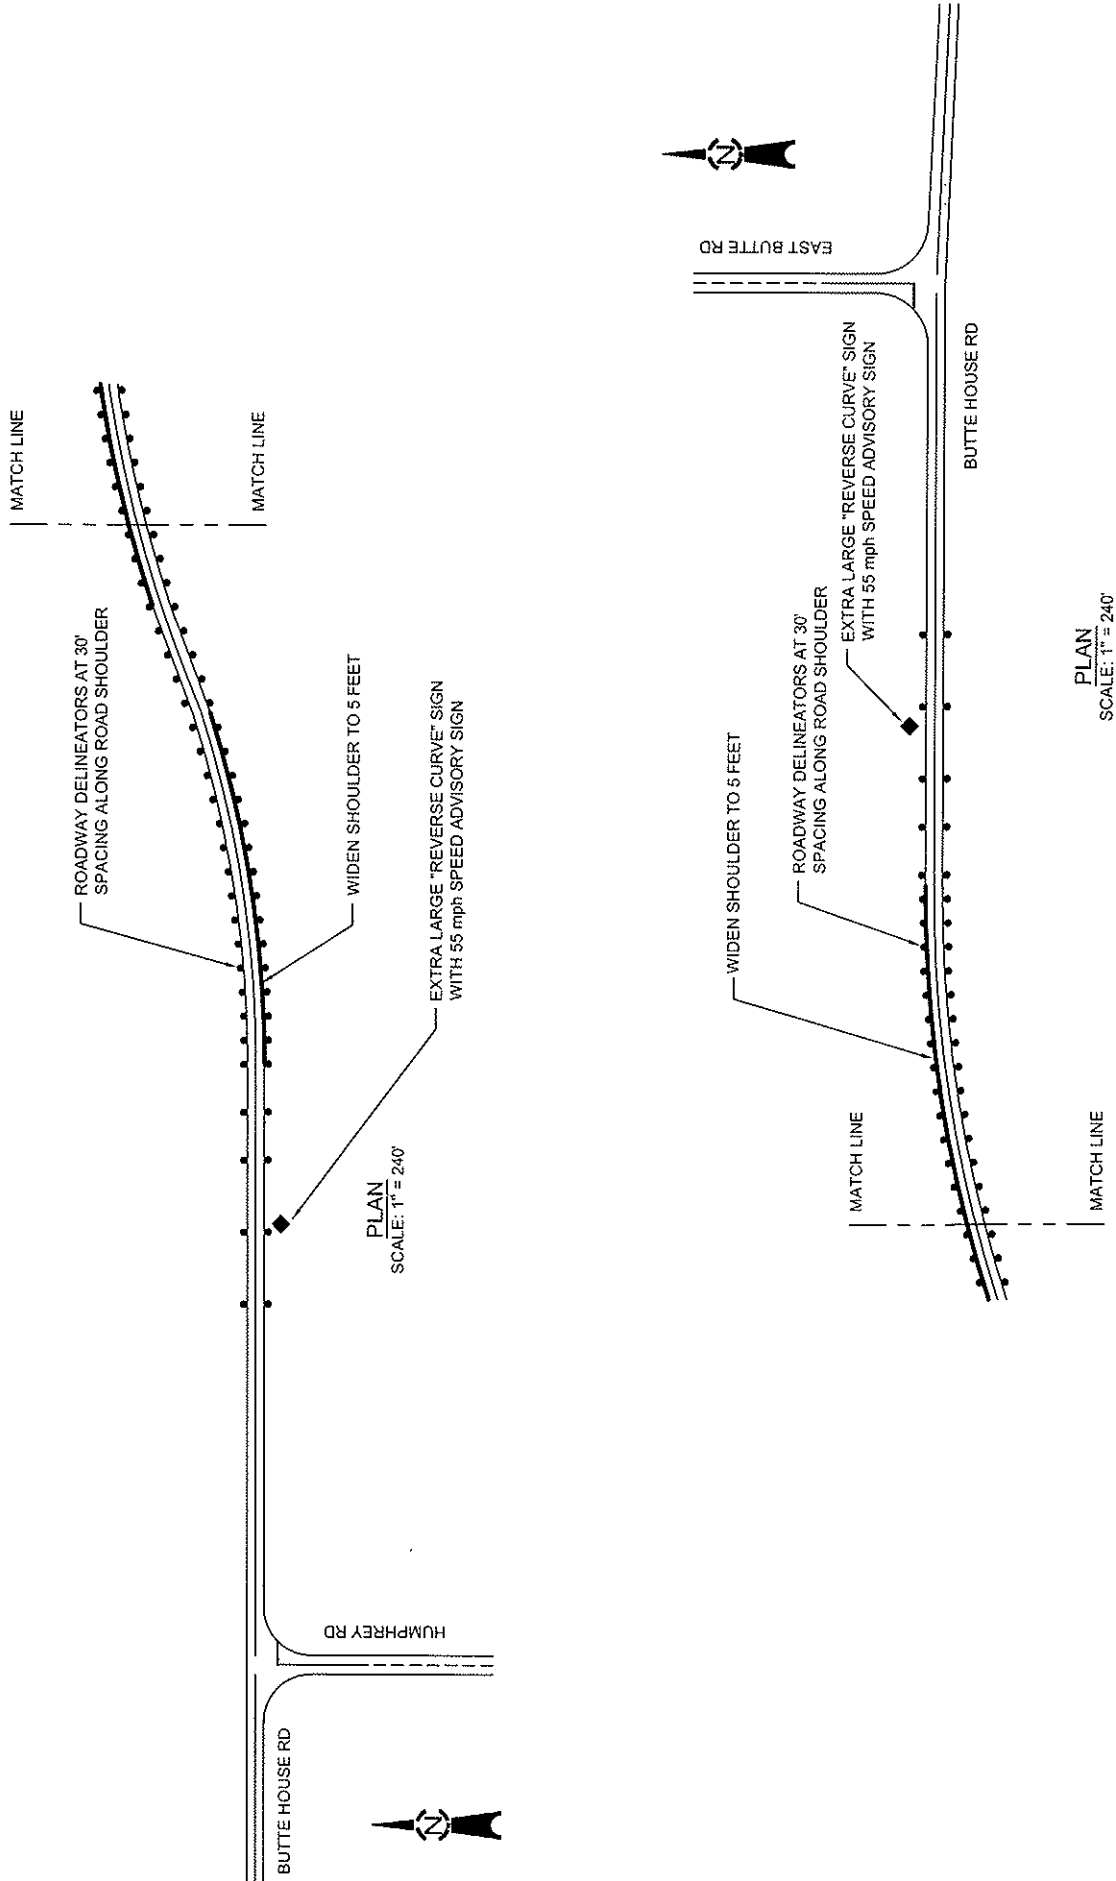 MATCH LINE
MATCH LINE
ROADWAY DELINEATORS AT 30'
SPACING ALONG ROAD SHOULDER
WIDEN SHOULDER TO 5 FEET
EXTRA LARGE "REVERSE CURVE" SIGN
WITH 55 mph SPEED ADVISORY SIGN
PLAN
SCALE: 1" = 240'
HUMPHREY RD
BUTTE HOUSE RD
N
N
EAST BUTTE RD
BUTTE HOUSE RD
EXTRA LARGE "REVERSE CURVE" SIGN
WITH 55 mph SPEED ADVISORY SIGN
ROADWAY DELINEATORS AT 30'
SPACING ALONG ROAD SHOULDER
WIDEN SHOULDER TO 5 FEET
MATCH LINE
MATCH LINE
PLAN
SCALE: 1" = 240'